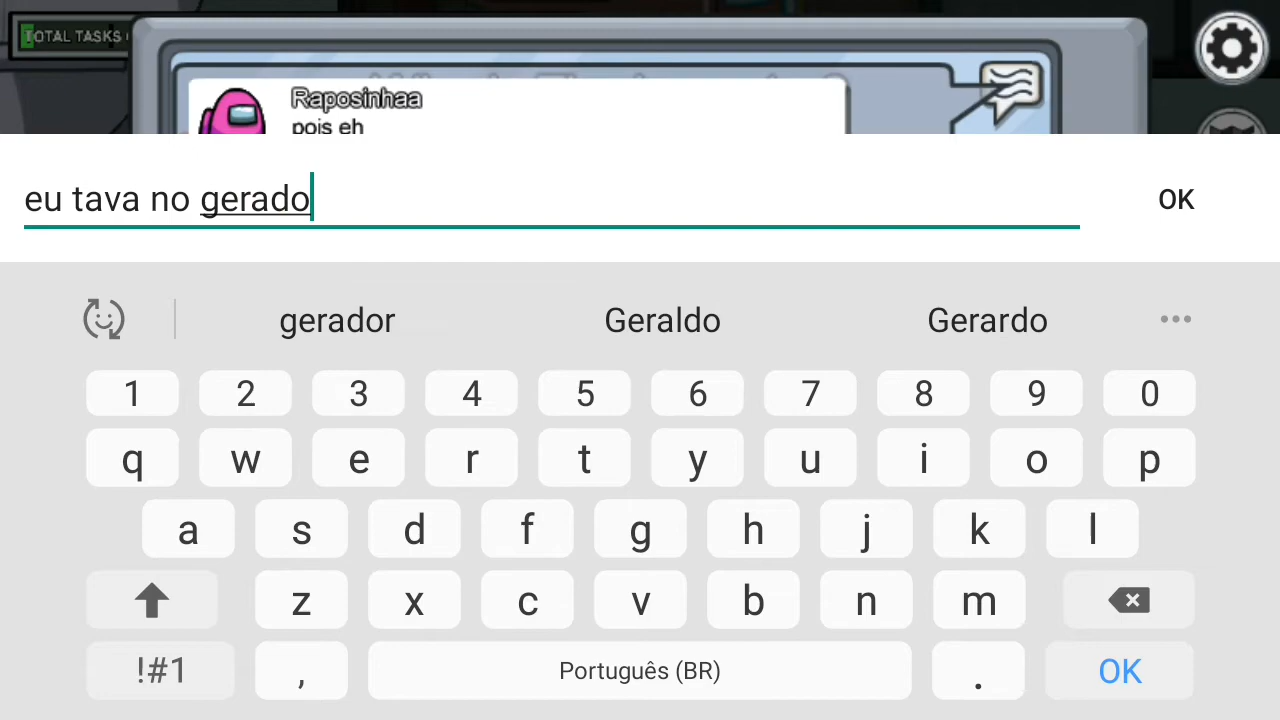 TOTAL TASKS
Raposinhaa
pois eh
eu tava no gerado
OK
gerador Geraldo Gerardo
1 2 3 4 5 6 7 8 9 0
q w e r t y u i o p
a s d f g h j k l
z x c v b n m
!#1 , Português (BR) . OK